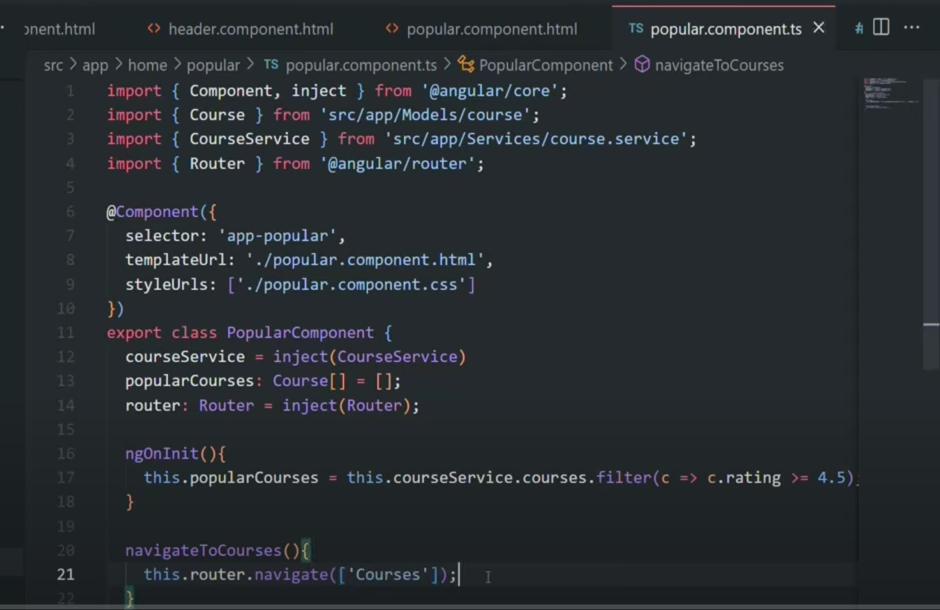 onent.html <> header.component.html <> popular.component.html TS popular.component.ts
src > app > home > popular > TS popular.component.ts > PopularComponent > navigateToCourses
1 import { Component, inject } from '@angular/core';
2 import { Course } from 'src/app/Models/course';
3 import { CourseService } from 'src/app/Services/course.service';
4 import { Router } from '@angular/router';
5
6 @Component({
7 selector: 'app-popular',
8 templateUrl: './popular.component.html',
9 styleUrls: ['./popular.component.css']
10 })
11 export class PopularComponent {
12 courseService = inject(CourseService)
13 popularCourses: Course[] = [];
14 router: Router = inject(Router);
15
16 ngOnInit(){
17 this.popularCourses = this.courseService.courses.filter(c => c.rating >= 4.5);
18 }
19
20 navigateToCourses(){
21 this.router.navigate(['Courses']);
22 }